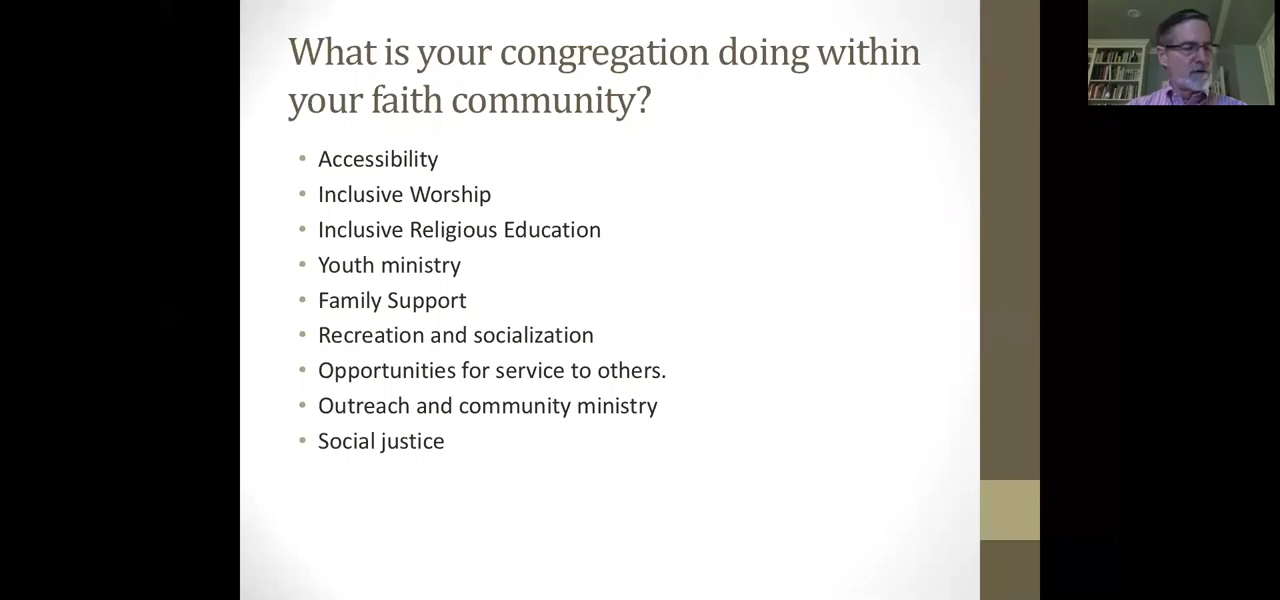 What is your congregation doing within
your faith community?
• Accessibility
• Inclusive Worship
• Inclusive Religious Education
• Youth ministry
• Family Support
• Recreation and socialization
• Opportunities for service to others.
• Outreach and community ministry
• Social justice